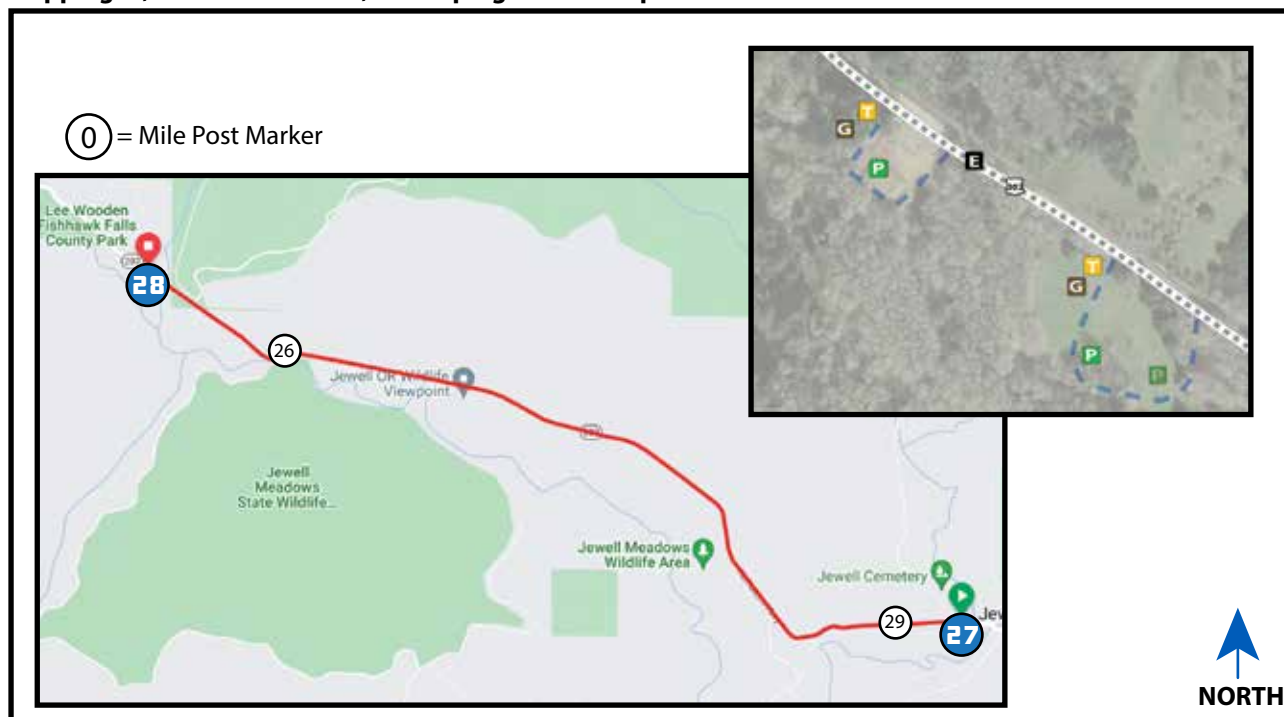 0 = Mile Post Marker
T
G
P
E
T
G
P
P
Lee Wooden
Fishhawk Falls
County Park
28
26
Jewell OR Wildlife
Viewpoint
Jewell
Meadows
State Wildlife...
Jewell Meadows
Wildlife Area
Jewell Cemetery
Jew
29
27
NORTH